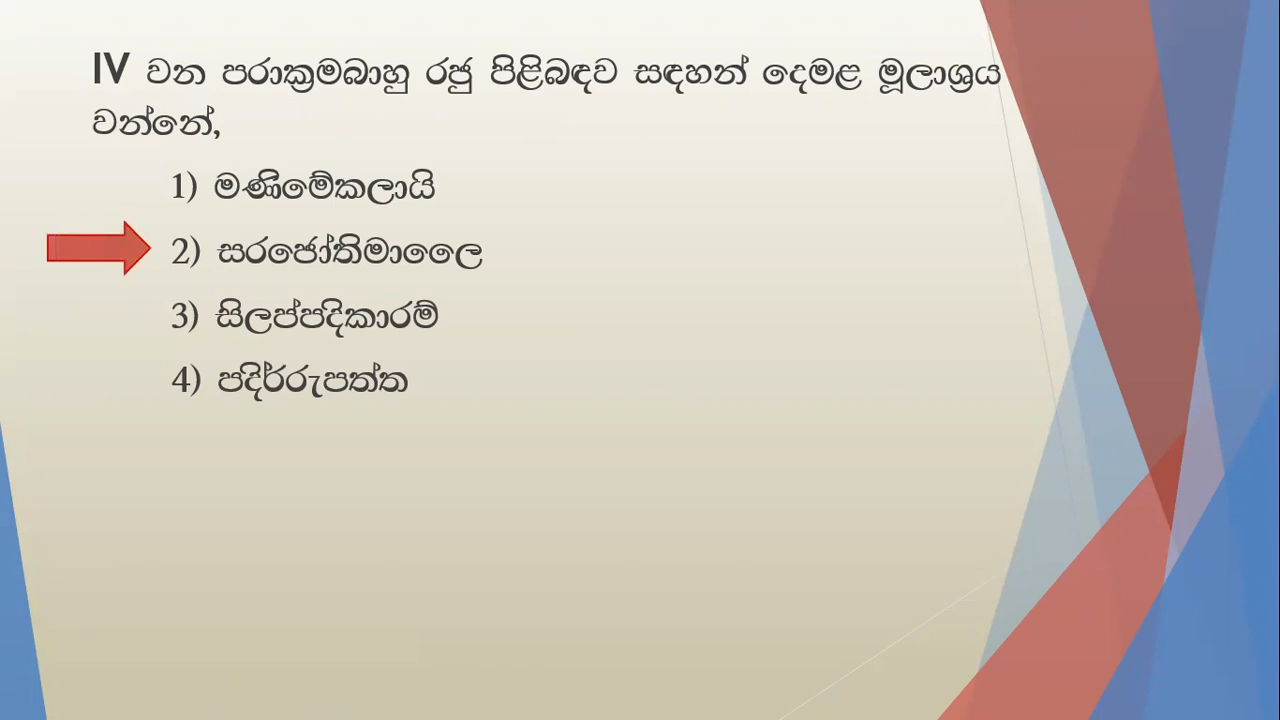 IV වන පරාක්‍රමබාහු රජු පිළිබඳව සඳහන් දෙමළ මූලාශ්‍රය
වන්නේ,
1) මණිමේකලායි
2) සරජෝතිමාලෛ
3) සිලප්පදිකාරම්
4) පදිර්රුපත්ත